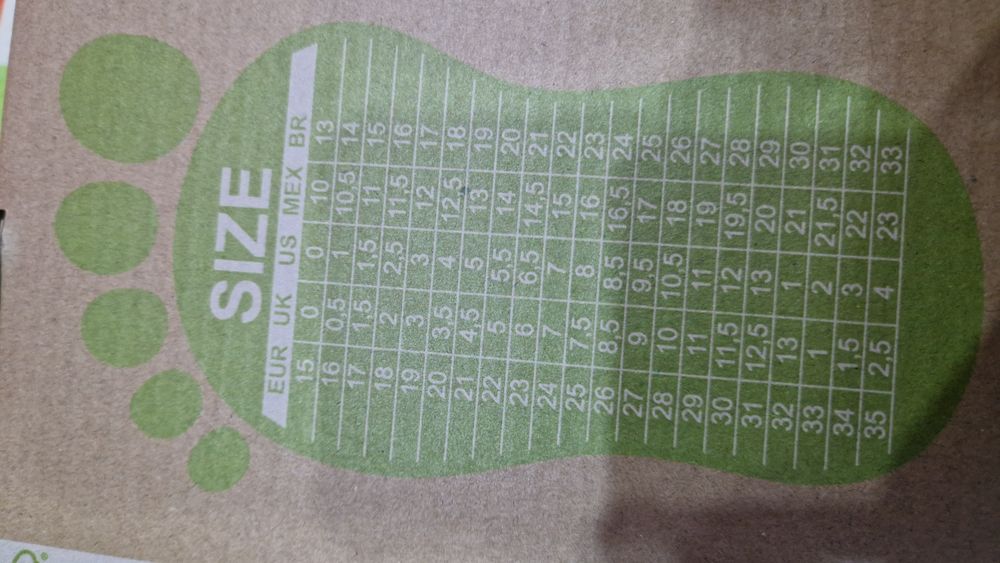 SIZE
EUR UK US MEX BR
15 0 0 10 13
16 0,5 1 10,5 14
17 1,5 1,5 11 15
18 2 2,5 11,5 16
19 3 3 12 17
20 3,5 4 12,5 18
21 4,5 5 13 19
22 5 5,5 14 20
23 6 6,5 14,5 21
24 7 7 15 22
25 7,5 8 16 23
26 8,5 8,5 16,5 24
27 9 9,5 17 25
28 10 10,5 18 26
29 11 11 19 27
30 11,5 12 19,5 28
31 12,5 13 20 29
32 13 1 21 30
33 1 2 21,5 31
34 1,5 3 22 32
35 2,5 4 23 33